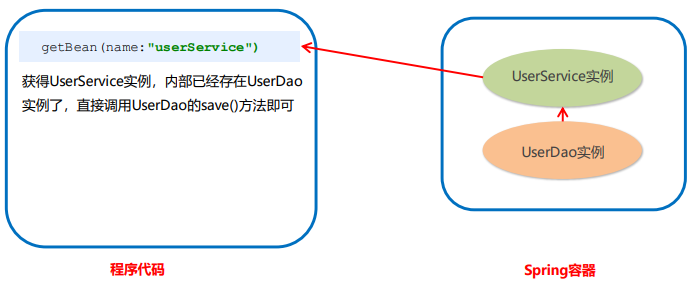 getBean(name:"userService")
获得UserService实例，内部已经存在UserDao
实例了，直接调用UserDao的save()方法即可
程序代码
UserService实例
UserDao实例
Spring容器